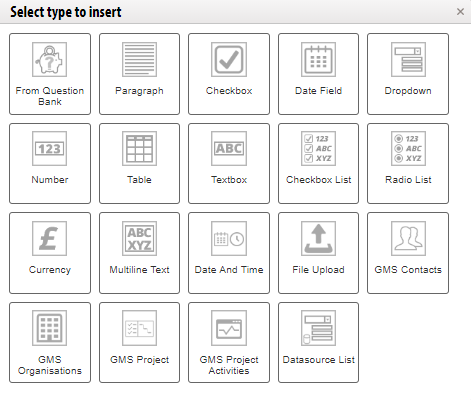 Select type to insert ×
From Question
Bank
Paragraph
Checkbox
Date Field
Dropdown
123
Number
Table
ABC
Textbox
123
ABC
XYZ
Checkbox List
123
ABC
XYZ
Radio List
£
Currency
ABC
XYZ
Multiline Text
Date And Time
File Upload
GMS Contacts
GMS
Organisations
GMS Project
GMS Project
Activities
Datasource List